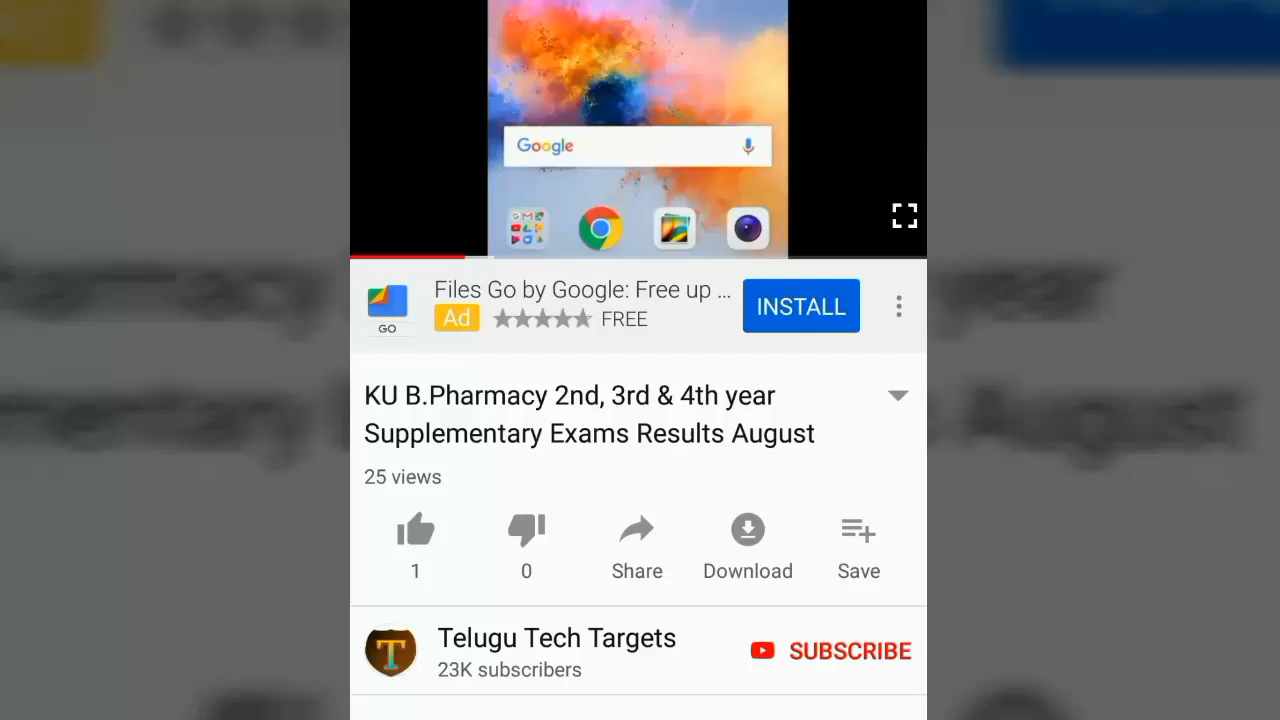 Google
Files Go by Google: Free up ...
GO
Ad
FREE
INSTALL
KU B.Pharmacy 2nd, 3rd & 4th year
Supplementary Exams Results August
25 views
1
0
Share
Download
Save
T
Telugu Tech Targets
23K subscribers
SUBSCRIBE